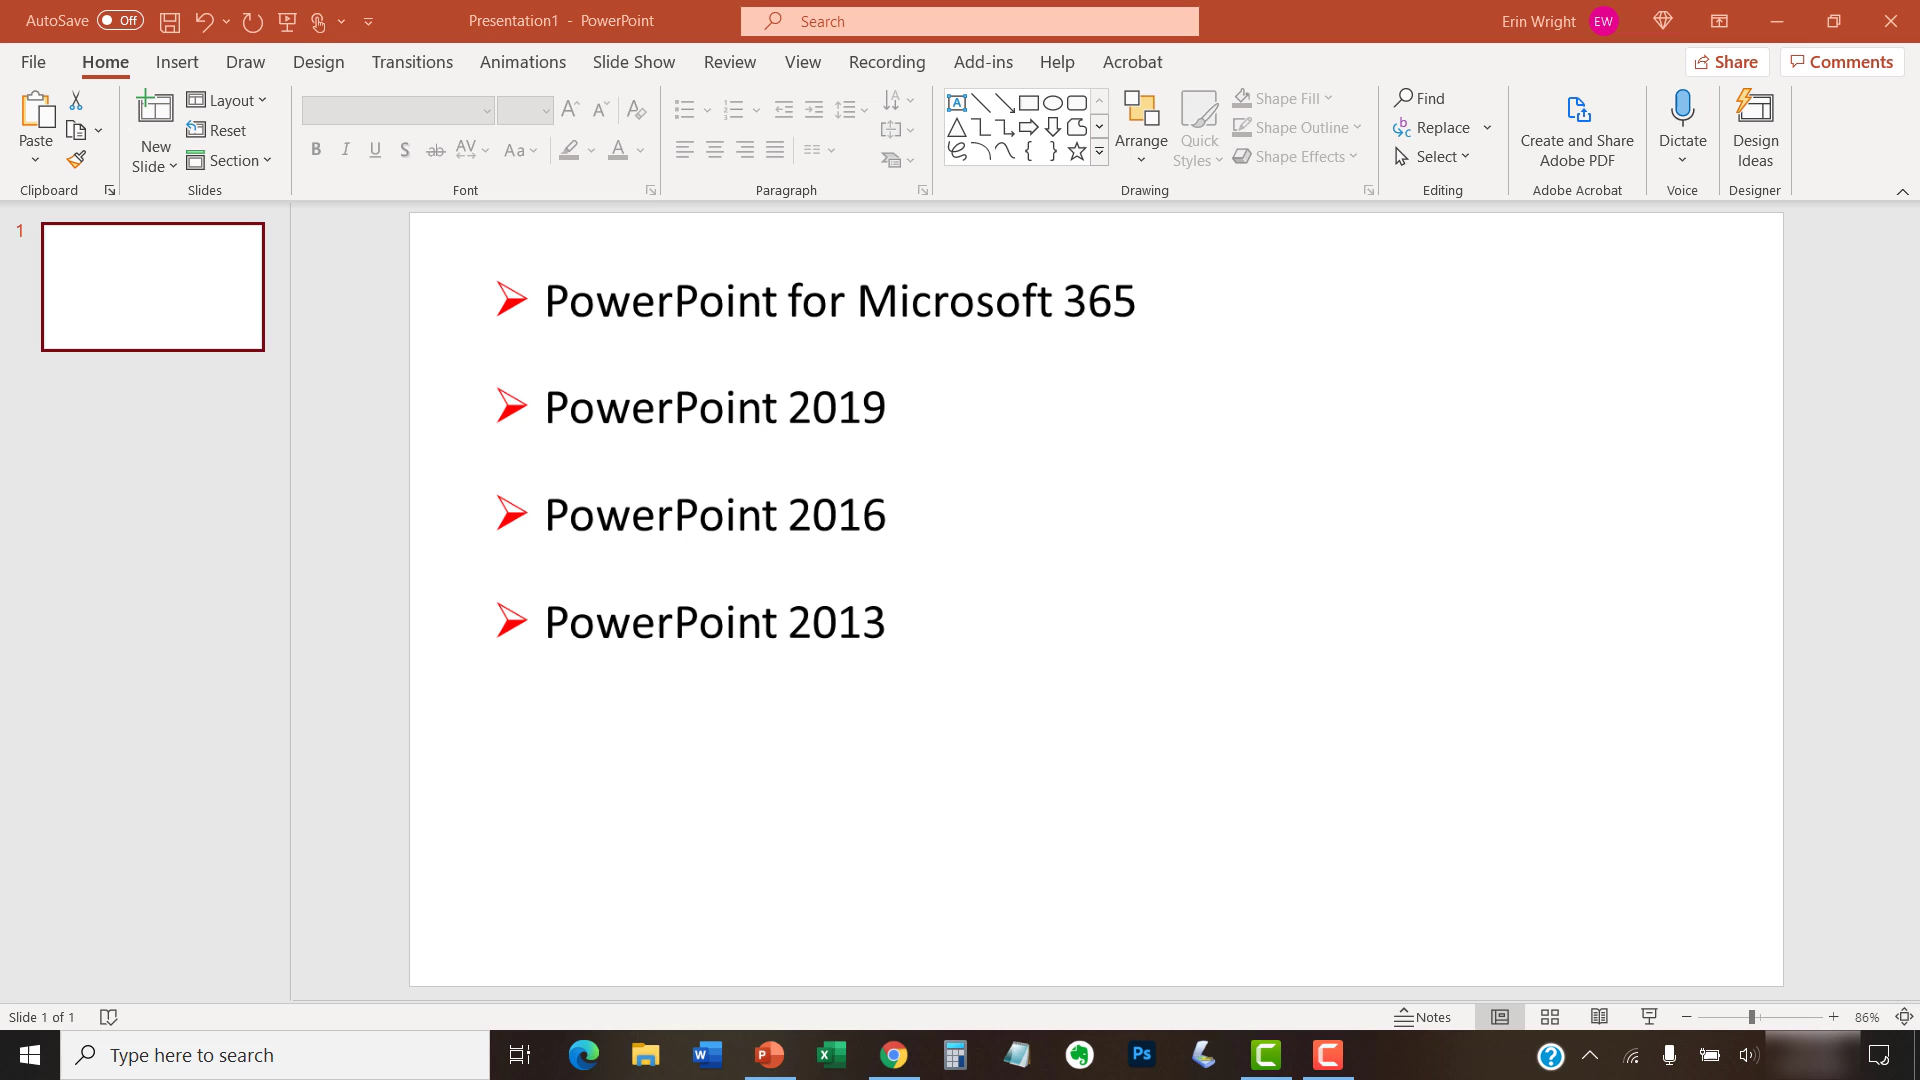 AutoSave Off Presentation1 - PowerPoint Search Erin Wright EW
File Home Insert Draw Design Transitions Animations Slide Show Review View Recording Add-ins Help Acrobat Share Comments
Paste
Clipboard
New
Slide
Layout
Reset
Section
Slides
B I U S ab AV Aa A
A A A
Font
Paragraph
Arrange
Quick
Styles
Shape Fill
Shape Outline
Shape Effects
Drawing
Find
Replace
Select
Editing
Create and Share
Adobe PDF
Adobe Acrobat
Dictate
Voice
Design
Ideas
Designer
1
PowerPoint for Microsoft 365
PowerPoint 2019
PowerPoint 2016
PowerPoint 2013
Slide 1 of 1 Notes 86%
Type here to search